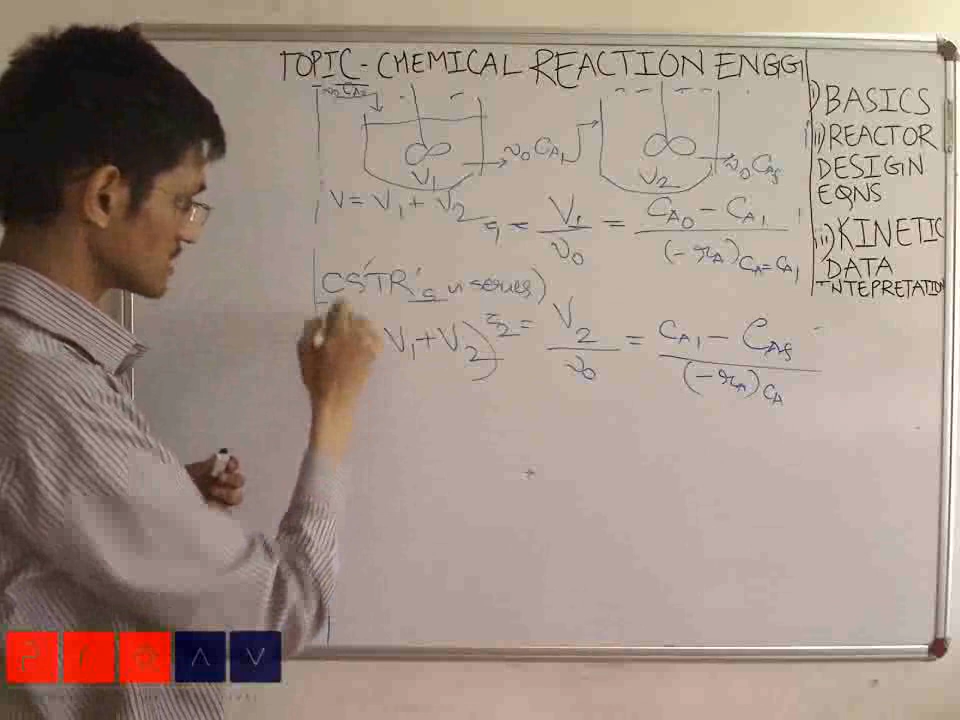 TOPIC - CHEMICAL REACTION ENGG
i) BASICS
ii) REACTOR
DESIGN
EQNS
iii) KINETIC
DATA
INTEPRETATION
v₀ C_A₀
v₀ C_A₁
v₀ C_Af
V₁
V₂
V = V₁ + V₂
= V₁/v₀ = (C_A₀ - C_A₁)/(-r_A)_{C_A = C_A₁}
CSTR's n series)
V₁ + V₂)
τ₂ = V₂/v₀ = (C_A₁ - C_Af)/(-r_A)_{C_A}